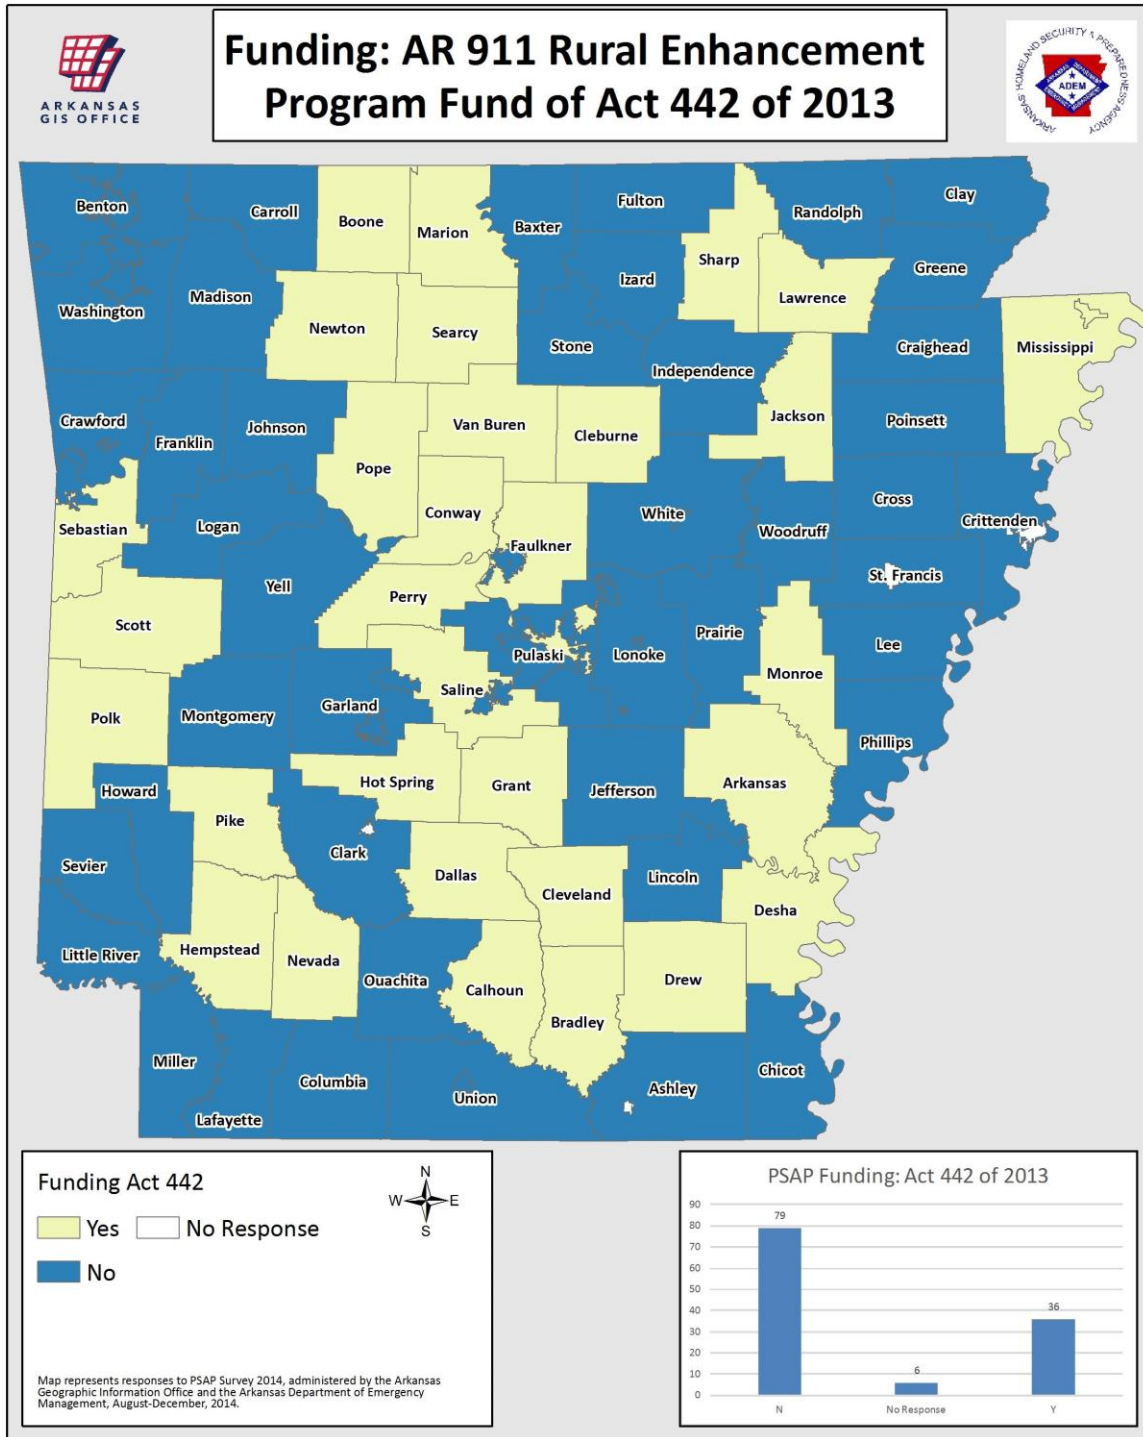 Funding: AR 911 Rural Enhancement
Program Fund of Act 442 of 2013
ARKANSAS
GIS OFFICE
ARKANSAS' HOMELAND SECURITY & PREPAREDNESS AGENCY
ADEM
Benton
Carroll
Boone
Marion
Baxter
Fulton
Randolph
Clay
Sharp
Izard
Greene
Lawrence
Washington
Madison
Newton
Searcy
Stone
Independence
Craighead
Mississippi
Crawford
Franklin
Johnson
Pope
Van Buren
Cleburne
Jackson
Poinsett
Sebastian
Logan
Conway
Faulkner
White
Woodruff
Cross
Crittenden
Yell
Perry
St. Francis
Scott
Pulaski
Lonoke
Prairie
Lee
Monroe
Polk
Montgomery
Garland
Saline
Phillips
Howard
Hot Spring
Grant
Jefferson
Arkansas
Pike
Sevier
Clark
Dallas
Cleveland
Lincoln
Desha
Little River
Hempstead
Nevada
Ouachita
Calhoun
Drew
Bradley
Miller
Columbia
Union
Ashley
Chicot
Lafayette
Funding Act 442
N
W E
S
Yes No Response
No
Map represents responses to PSAP Survey 2014, administered by the Arkansas
Geographic Information Office and the Arkansas Department of Emergency
Management, August-December, 2014.
PSAP Funding: Act 442 of 2013
90
80
70
60
50
40
30
20
10
0
79
6
36
N No Response Y